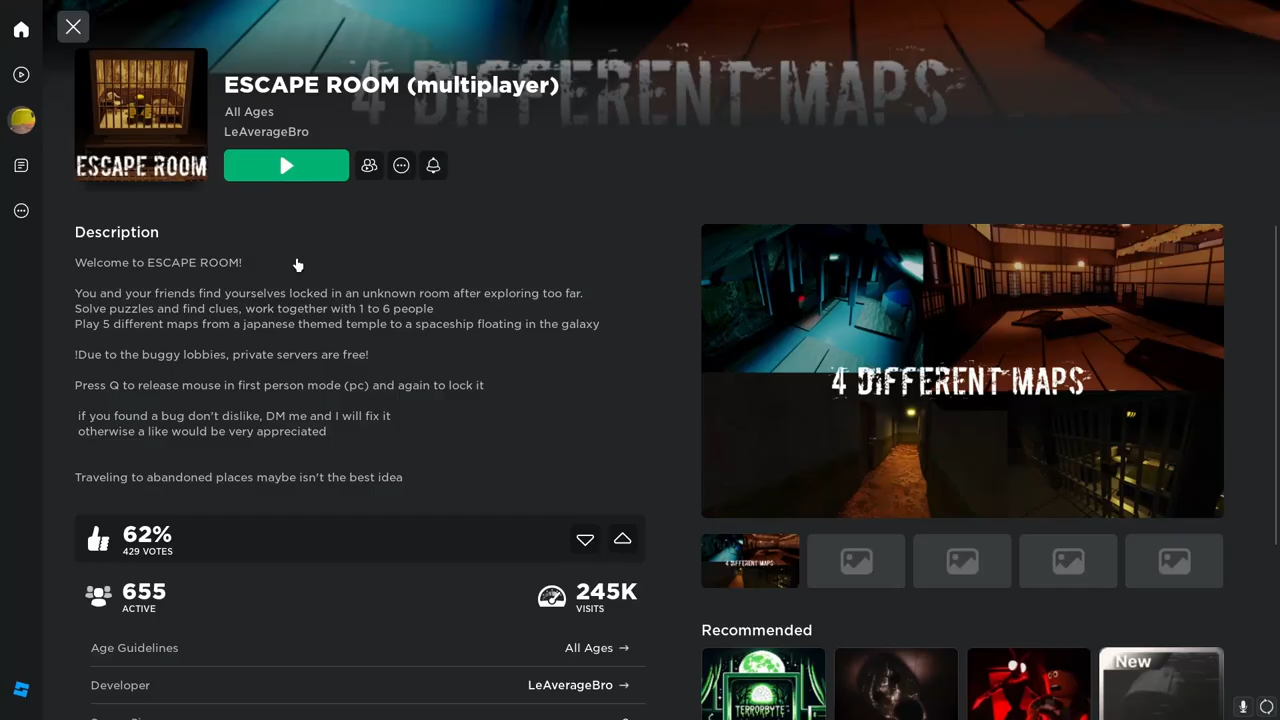 4 DIFFERENT MAPS
ESCAPE ROOM
ESCAPE ROOM (multiplayer)
All Ages
LeAverageBro
Description
Welcome to ESCAPE ROOM!
You and your friends find yourselves locked in an unknown room after exploring too far.
Solve puzzles and find clues, work together with 1 to 6 people
Play 5 different maps from a japanese themed temple to a spaceship floating in the galaxy
!Due to the buggy lobbies, private servers are free!
Press Q to release mouse in first person mode (pc) and again to lock it
if you found a bug don't dislike, DM me and I will fix it
otherwise a like would be very appreciated
Traveling to abandoned places maybe isn't the best idea
62%
429 VOTES
655
ACTIVE
245K
VISITS
Age Guidelines All Ages →
Developer LeAverageBro →
4 DIFFERENT MAPS
4 DIFFERENT MAPS
Recommended
TERRORBYTE
New